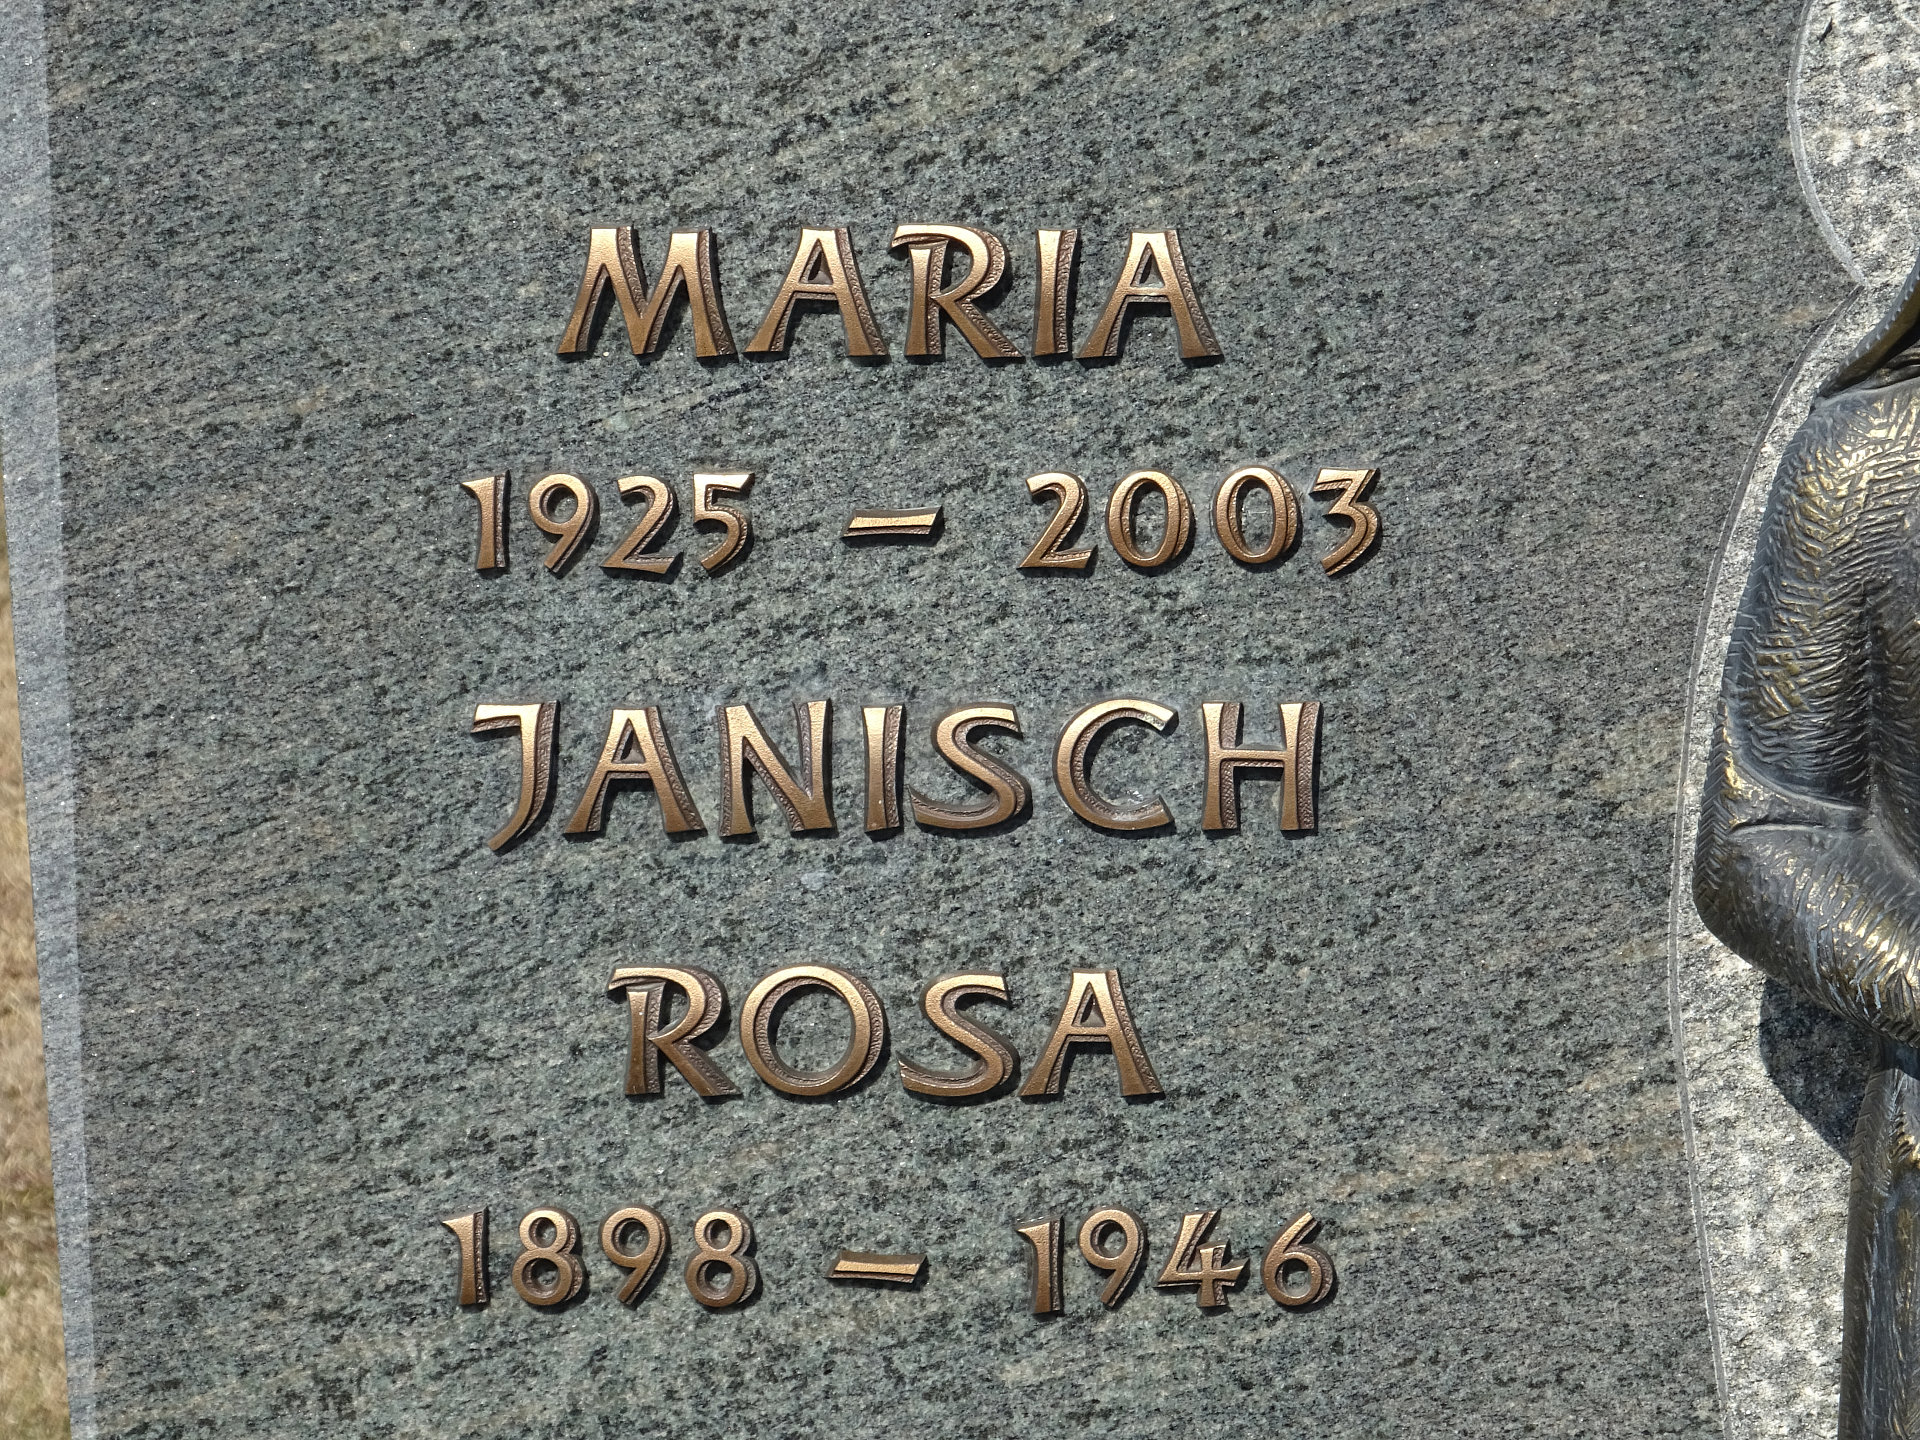 MARIA
1925 – 2003
JANISCH
ROSA
1898 – 1946